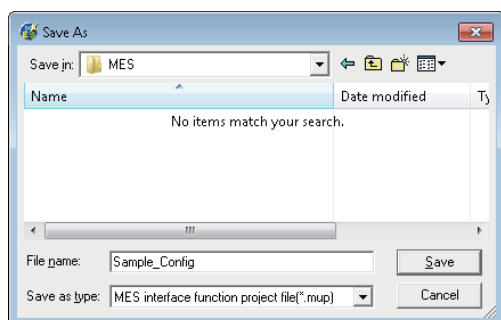 Save As
Save in: MES
Name Date modified Ty
No items match your search.
File name: Sample_Config Save
Save as type: MES interface function project file(*.mup) Cancel